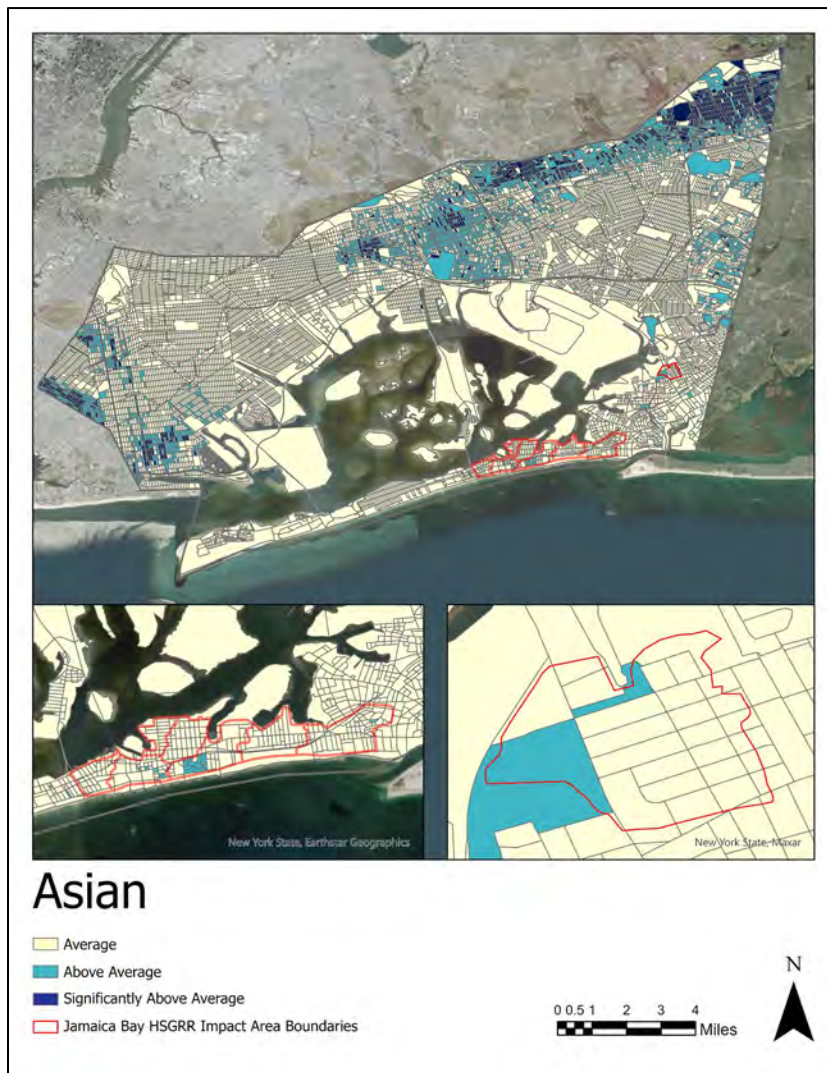 New York State, Earthstar Geographics
New York State, Maxar
Asian
Average
Above Average
Significantly Above Average
Jamaica Bay HSGRR Impact Area Boundaries
0 0.5 1 2 3 4
Miles
N